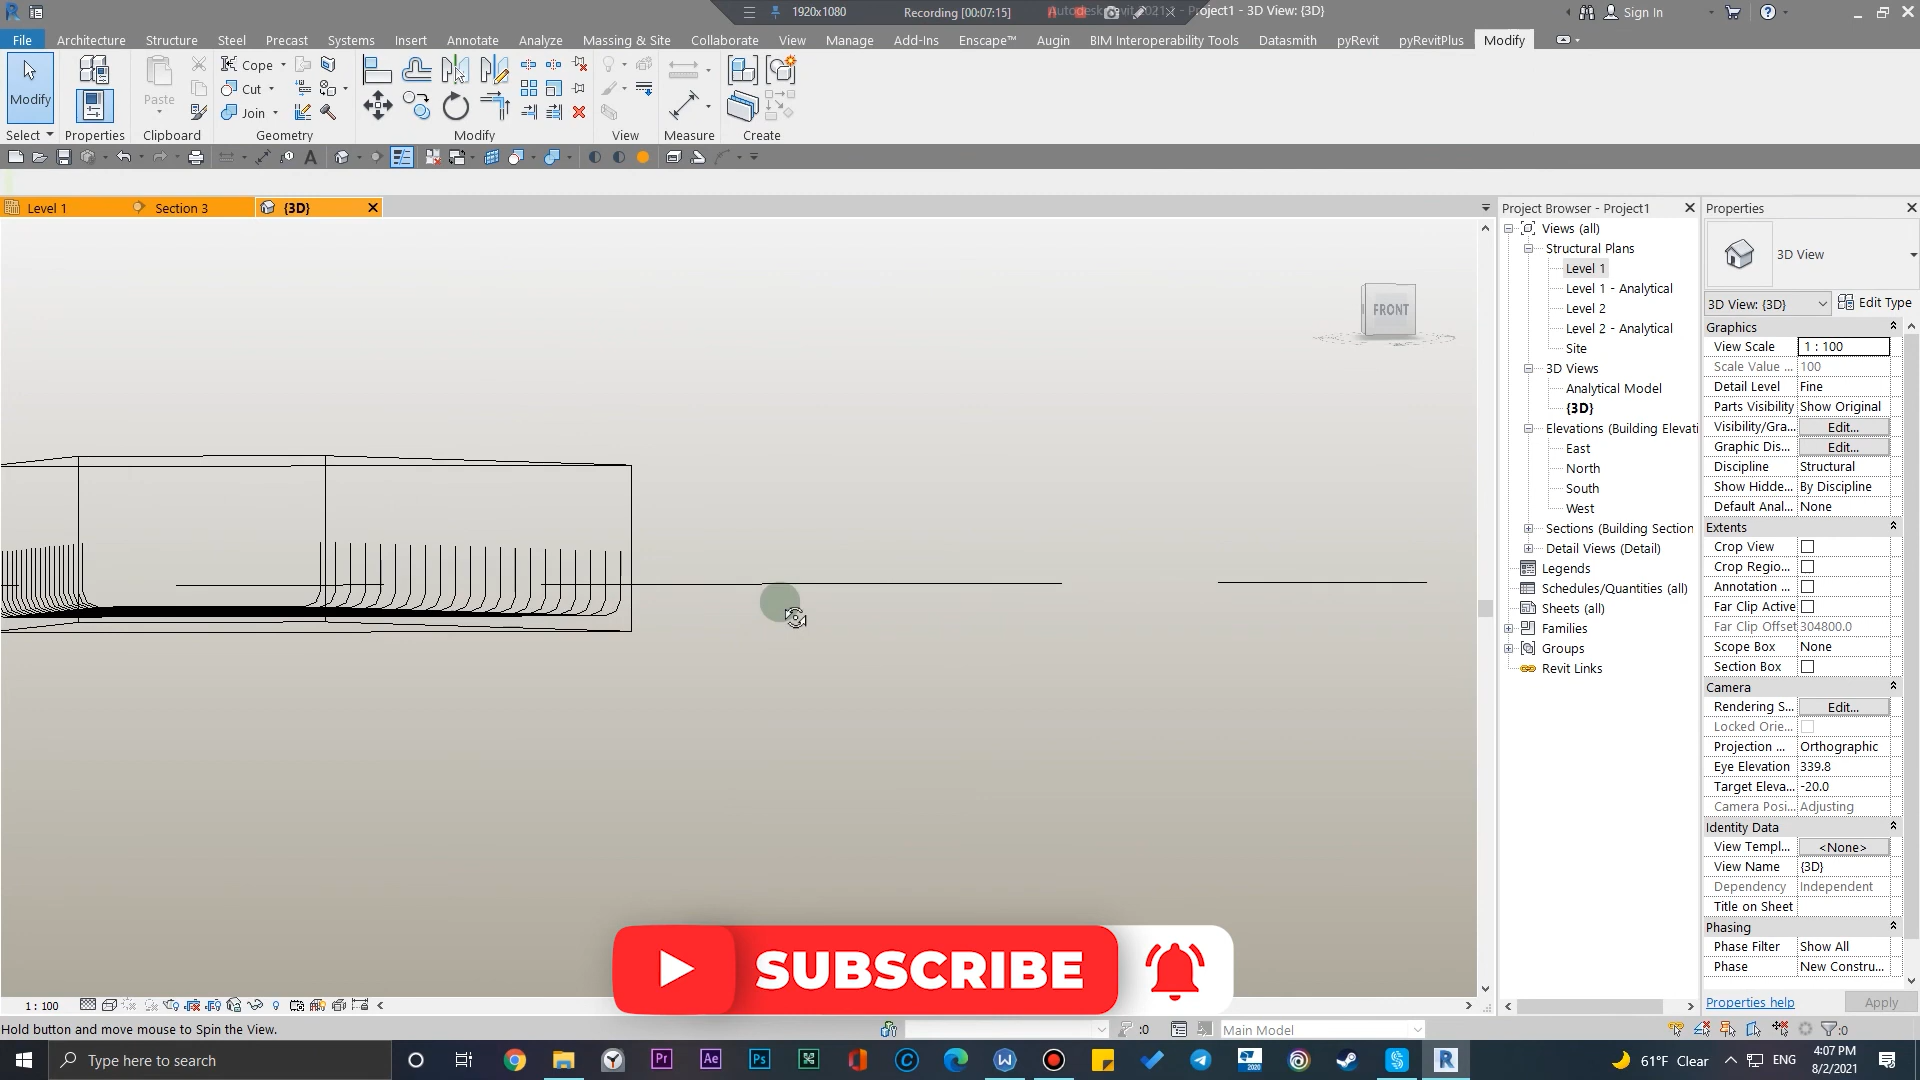 1920x1080
Recording [00:07:15]
Project1 - 3D View: {3D}
Sign In
File
Architecture
Structure
Steel
Precast
Systems
Insert
Annotate
Analyze
Massing & Site
Collaborate
View
Manage
Add-Ins
Enscape™
Augin
BIM Interoperability Tools
Datasmith
pyRevit
pyRevitPlus
Modify
Modify
Paste
Cope
Cut
Join
Select
Properties
Clipboard
Geometry
Modify
View
Measure
Create
Level 1
Section 3
{3D}
FRONT
Project Browser - Project1
Views (all)
Structural Plans
Level 1
Level 1 - Analytical
Level 2
Level 2 - Analytical
Site
3D Views
Analytical Model
{3D}
Elevations (Building Elevati
East
North
South
West
Sections (Building Section
Detail Views (Detail)
Legends
Schedules/Quantities (all)
Sheets (all)
Families
Groups
Revit Links
Properties
3D View
3D View: {3D}
Edit Type
Graphics
View Scale 1 : 100
Scale Value ... 100
Detail Level Fine
Parts Visibility Show Original
Visibility/Gra... Edit...
Graphic Dis... Edit...
Discipline Structural
Show Hidde... By Discipline
Default Anal... None
Extents
Crop View
Crop Regio...
Annotation ...
Far Clip Active
Far Clip Offset 304800.0
Scope Box None
Section Box
Camera
Rendering S... Edit...
Locked Orie...
Projection ... Orthographic
Eye Elevation 339.8
Target Eleva... -20.0
Camera Posi... Adjusting
Identity Data
View Templ... <None>
View Name {3D}
Dependency Independent
Title on Sheet
Phasing
Phase Filter Show All
Phase New Constru...
Properties help
Apply
SUBSCRIBE
1 : 100
Hold button and move mouse to Spin the View.
:0
Main Model
:0
Type here to search
61°F Clear
ENG
4:07 PM
8/2/2021